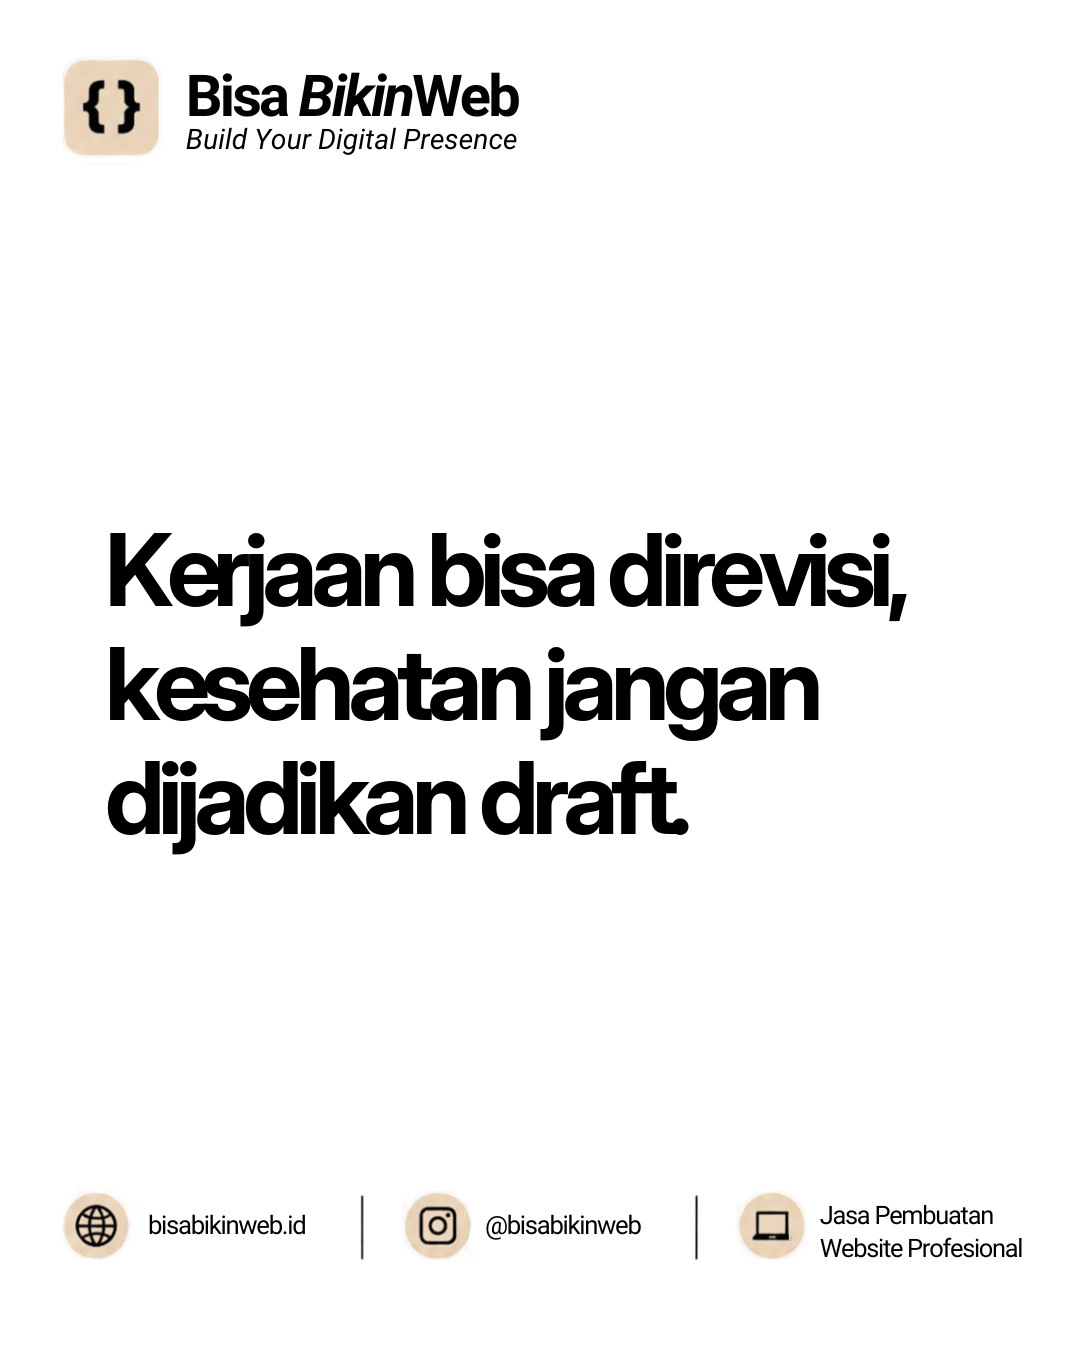 { }
Bisa BikinWeb
Build Your Digital Presence
Kerjaan bisa direvisi,
kesehatan jangan
dijadikan draft.
bisabikinweb.id
@bisabikinweb
Jasa Pembuatan
Website Profesional